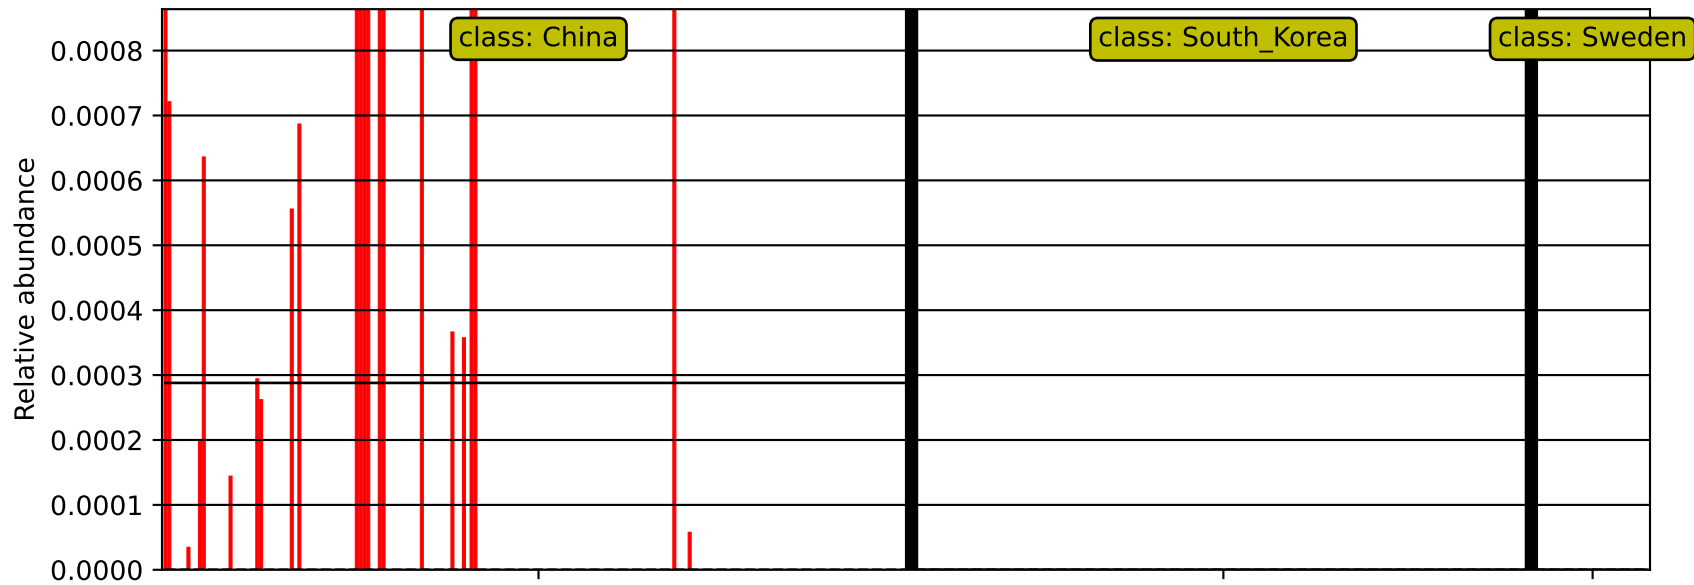 class: China
class: South_Korea
class: Sweden
0.0008
0.0007
0.0006
0.0005
0.0004
0.0003
0.0002
0.0001
0.0000
Relative abundance